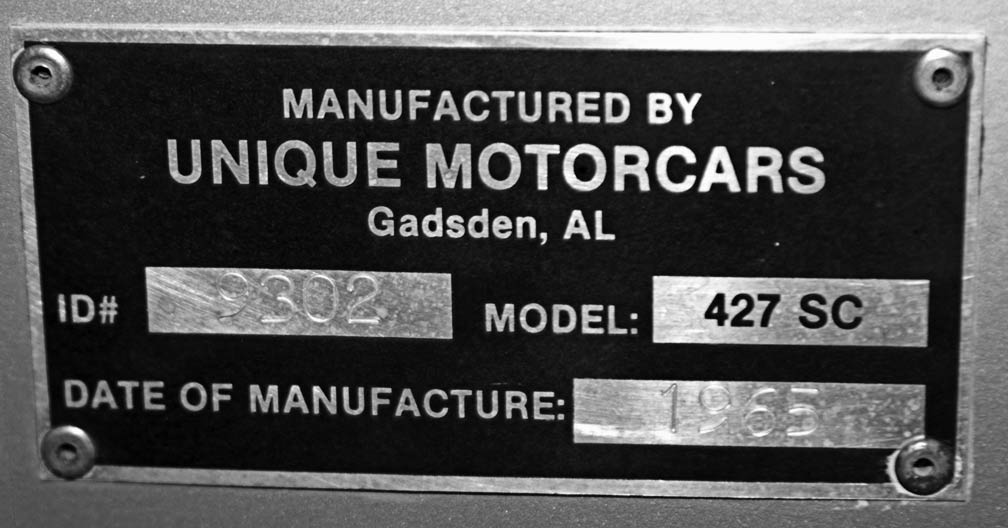 MANUFACTURED BY
UNIQUE MOTORCARS
Gadsden, AL
ID# 9302 MODEL: 427 SC
DATE OF MANUFACTURE: 1965